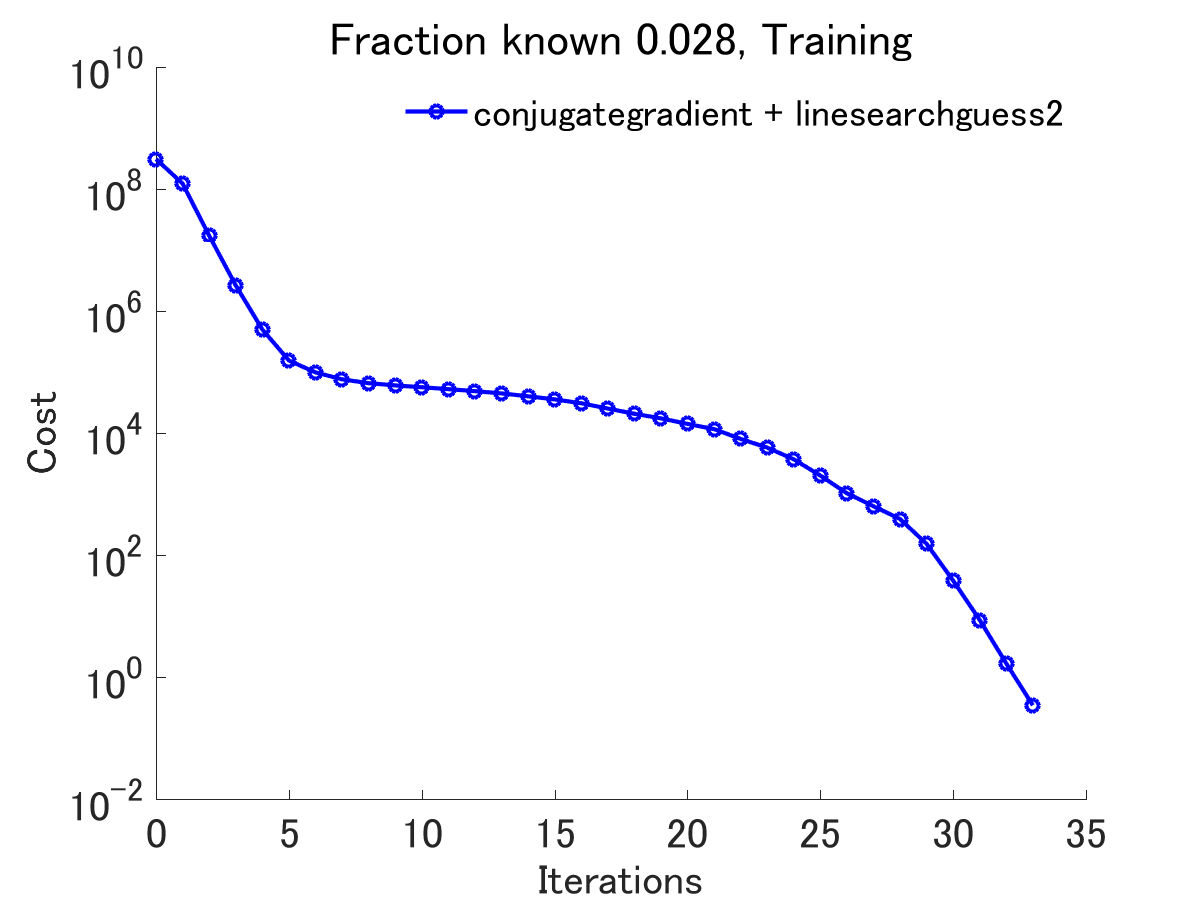 Fraction known 0.028, Training
conjugategradient + linesearchguess2
10^10
10^8
10^6
10^4
10^2
10^0
10^-2
Cost
0 5 10 15 20 25 30 35
Iterations